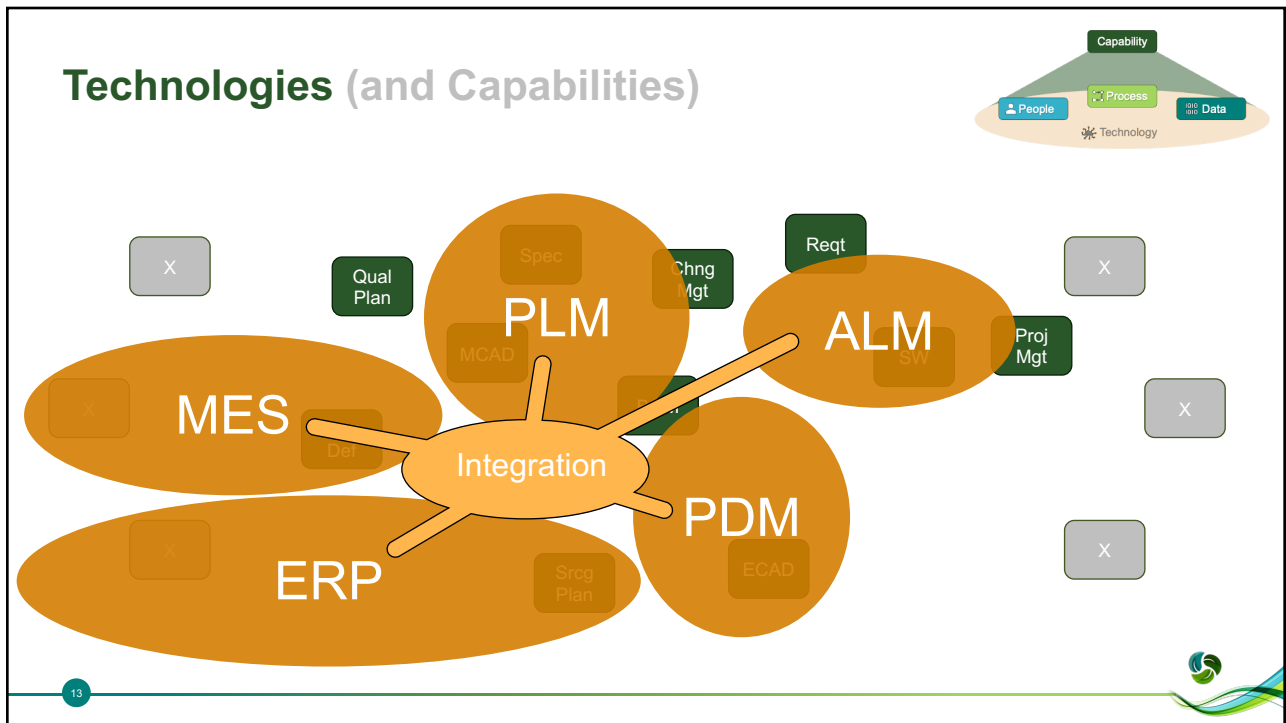 Technologies (and Capabilities)
Capability
People
Process
Data
Technology
X
Qual
Plan
Spec
Chng
Mgt
Reqt
X
PLM
MCAD
ALM
SW
Proj
Mgt
X
MES
Def
X
Integration
PDM
ECAD
X
ERP
Srcg
Plan
X
13